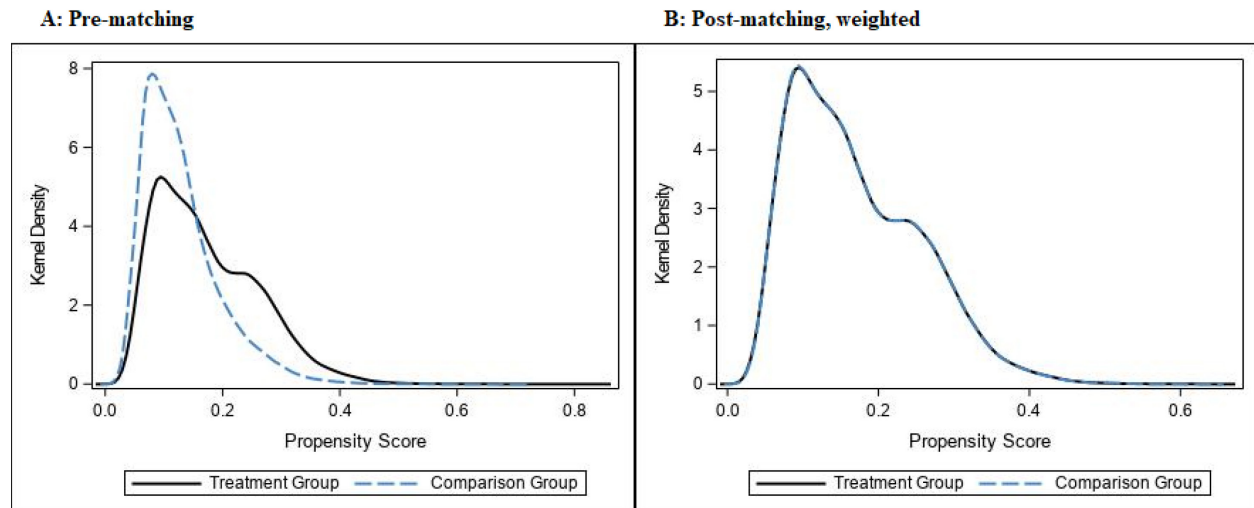 A: Pre-matching
B: Post-matching, weighted
8
6
4
2
0
Kernel Density
0.0 0.2 0.4 0.6 0.8
Propensity Score
Treatment Group Comparison Group
5
4
3
2
1
0
Kernel Density
0.0 0.2 0.4 0.6
Propensity Score
Treatment Group Comparison Group